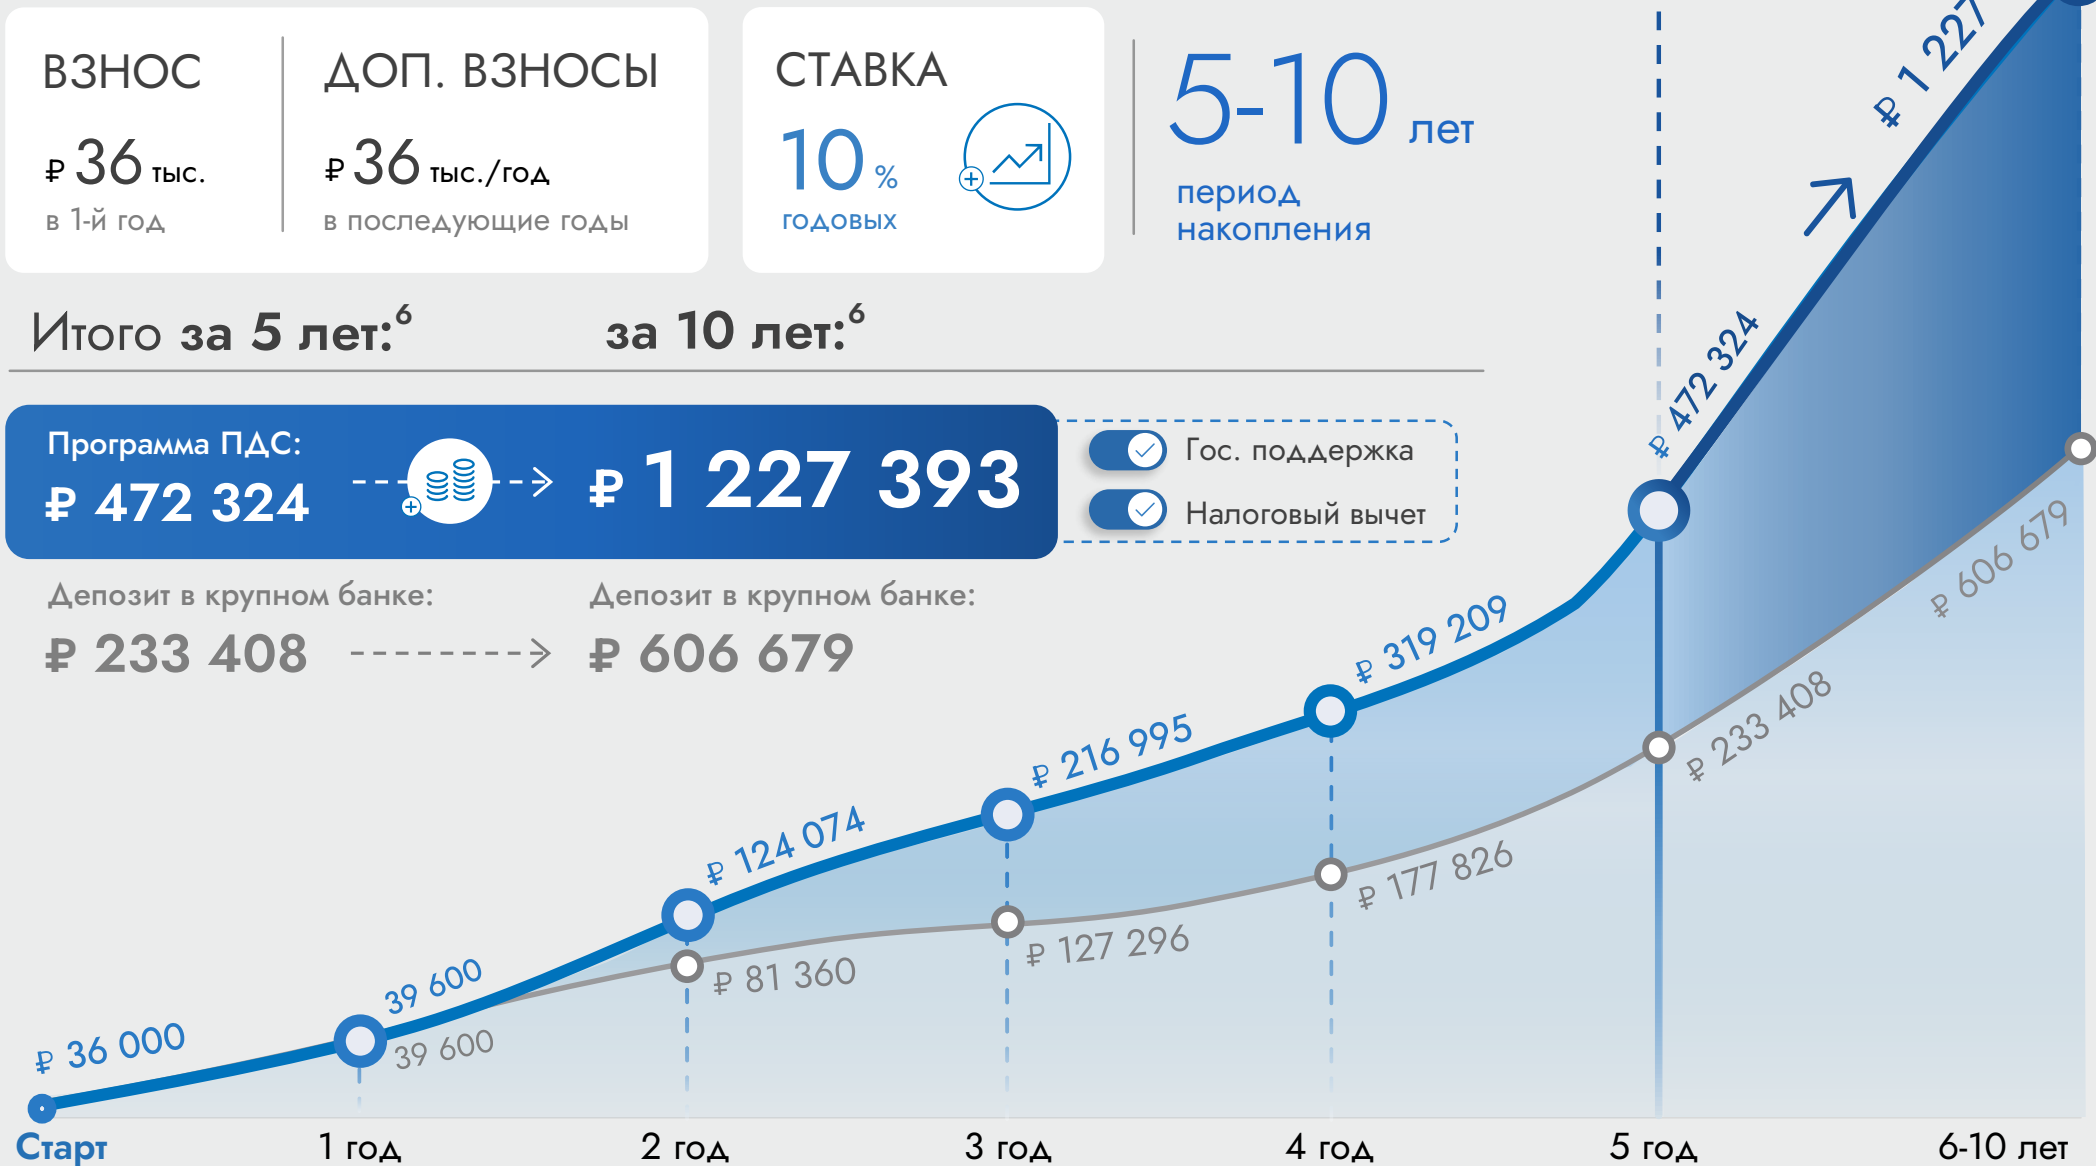 ВЗНОС
₽ 36 тыс.
в 1-й год
ДОП. ВЗНОСЫ
₽ 36 тыс./год
в последующие годы
СТАВКА
10 %
годовых
5-10 лет
период
накопления
Итого за 5 лет:⁶
за 10 лет:⁶
Программа ПДС:
₽ 472 324
₽ 1 227 393
Гос. поддержка
Налоговый вычет
Депозит в крупном банке:
₽ 233 408
Депозит в крупном банке:
₽ 606 679
₽ 36 000
39 600
₽ 124 074
₽ 216 995
₽ 319 209
₽ 472 324
₽ 1 227
39 600
₽ 81 360
₽ 127 296
₽ 177 826
₽ 233 408
₽ 606 679
Старт
1 год
2 год
3 год
4 год
5 год
6-10 лет